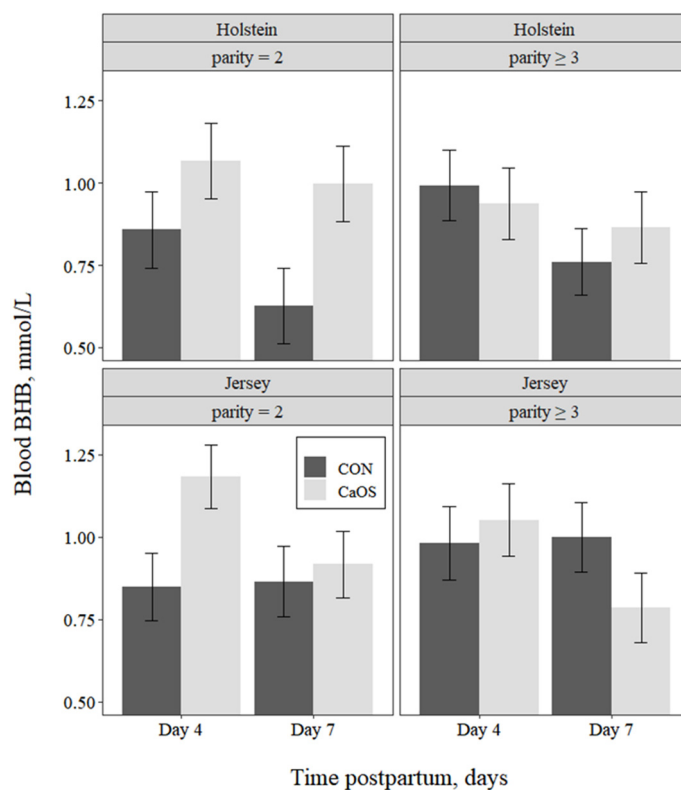 Holstein
Holstein
parity = 2
parity ≥ 3
1.25
1.00
0.75
0.50
Jersey
Jersey
parity = 2
parity ≥ 3
1.25
1.00
0.75
0.50
CON
CaOS
Day 4
Day 7
Day 4
Day 7
Blood BHB, mmol/L
Time postpartum, days